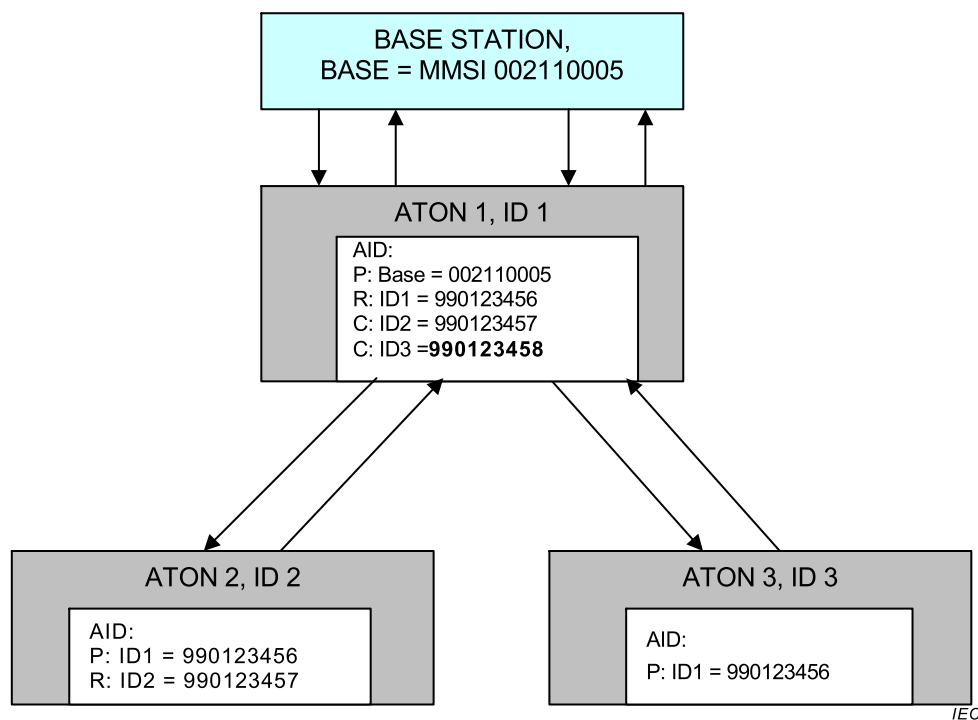 BASE STATION,
BASE = MMSI 002110005
ATON 1, ID 1
AID:
P: Base = 002110005
R: ID1 = 990123456
C: ID2 = 990123457
C: ID3 =990123458
ATON 2, ID 2
AID:
P: ID1 = 990123456
R: ID2 = 990123457
ATON 3, ID 3
AID:
P: ID1 = 990123456
IEC